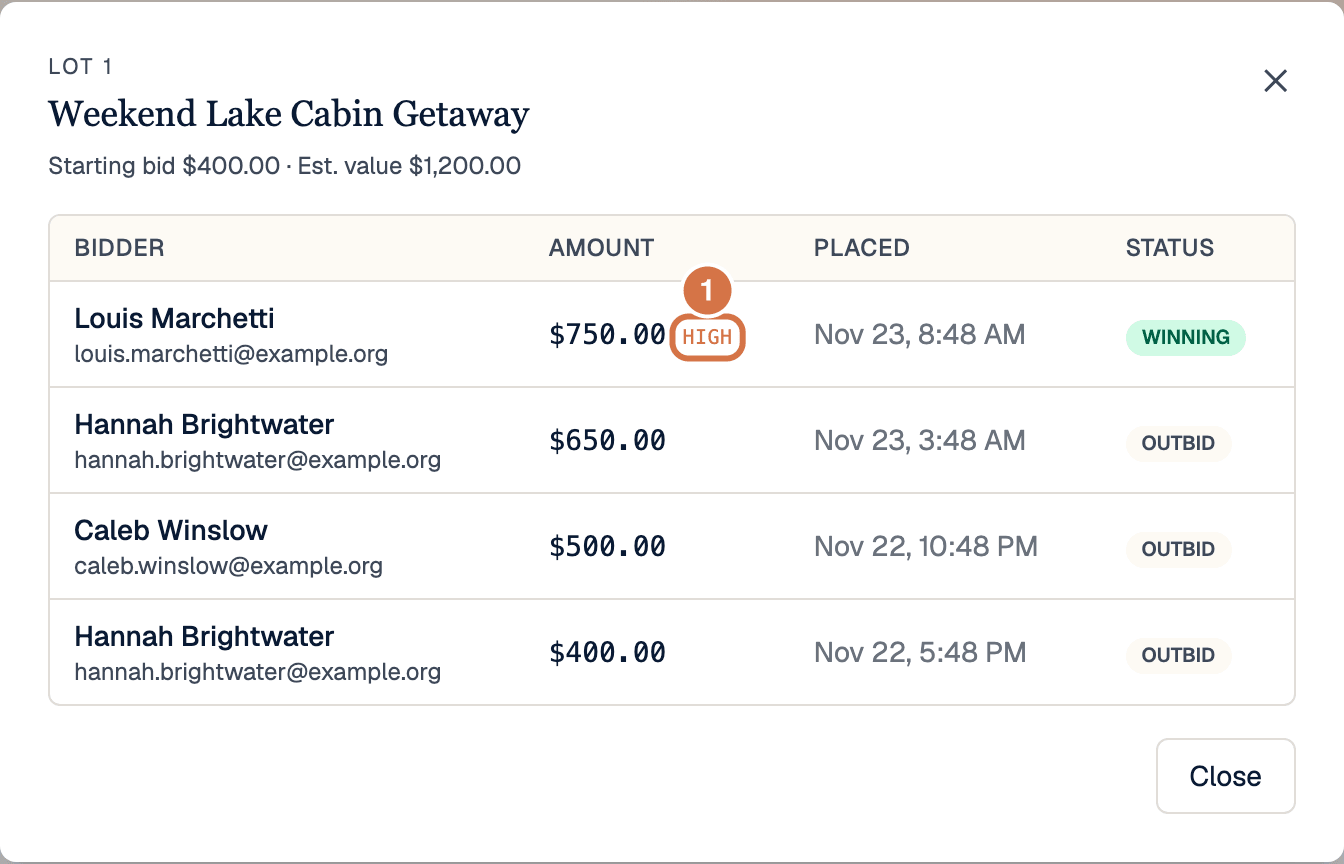 LOT 1
Weekend Lake Cabin Getaway
Starting bid $400.00 · Est. value $1,200.00
BIDDER AMOUNT PLACED STATUS
1
Louis Marchetti
louis.marchetti@example.org
$750.00 HIGH Nov 23, 8:48 AM WINNING
Hannah Brightwater
hannah.brightwater@example.org
$650.00 Nov 23, 3:48 AM OUTBID
Caleb Winslow
caleb.winslow@example.org
$500.00 Nov 22, 10:48 PM OUTBID
Hannah Brightwater
hannah.brightwater@example.org
$400.00 Nov 22, 5:48 PM OUTBID
Close